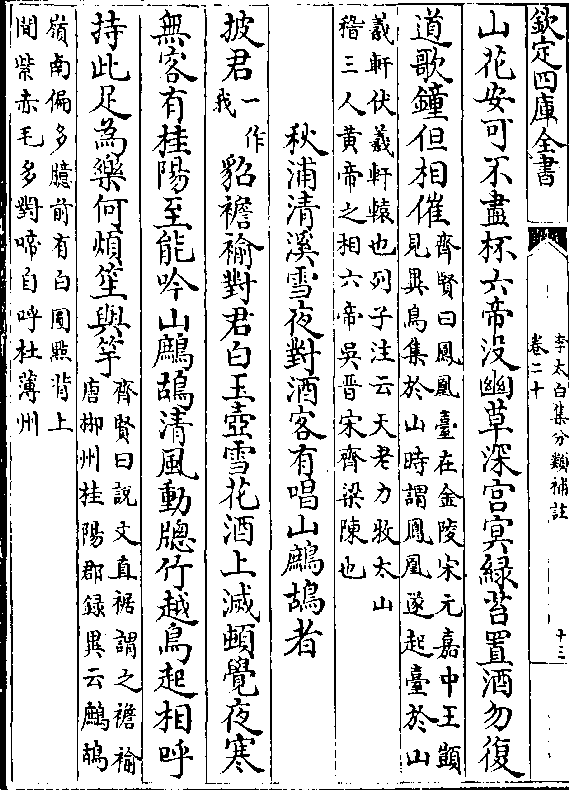 欽定四庫全書
李太白集分類補註
卷二十
十三
山花安可不盡杯六帝没幽草深宫冥緑苔置酒勿復
道歌鐘但相催
齊賢曰鳳凰臺在金陵宋元嘉中王顗
見異鳥集於山時謂鳳凰遂起臺於山
羲軒伏羲軒轅也列子注云天老力牧太山
稽三人黄帝之相六帝吳晋宋齊梁陳也
秋浦清溪雪夜對酒客有唱山鷓鴣者
披君
一作
我
貂襜褕對君白玉壺雪花酒上滅頓覺夜寒
無客有桂陽至能吟山鷓鴣清風動牕竹越鳥起相呼
持此足為樂何煩笙與竽
齊賢曰説文直裾謂之襜褕
唐郴州桂陽郡録異云鷓鴣
嶺南偏多臆前有白圓㸃背上
間紫赤毛多對啼自呼杜薄州